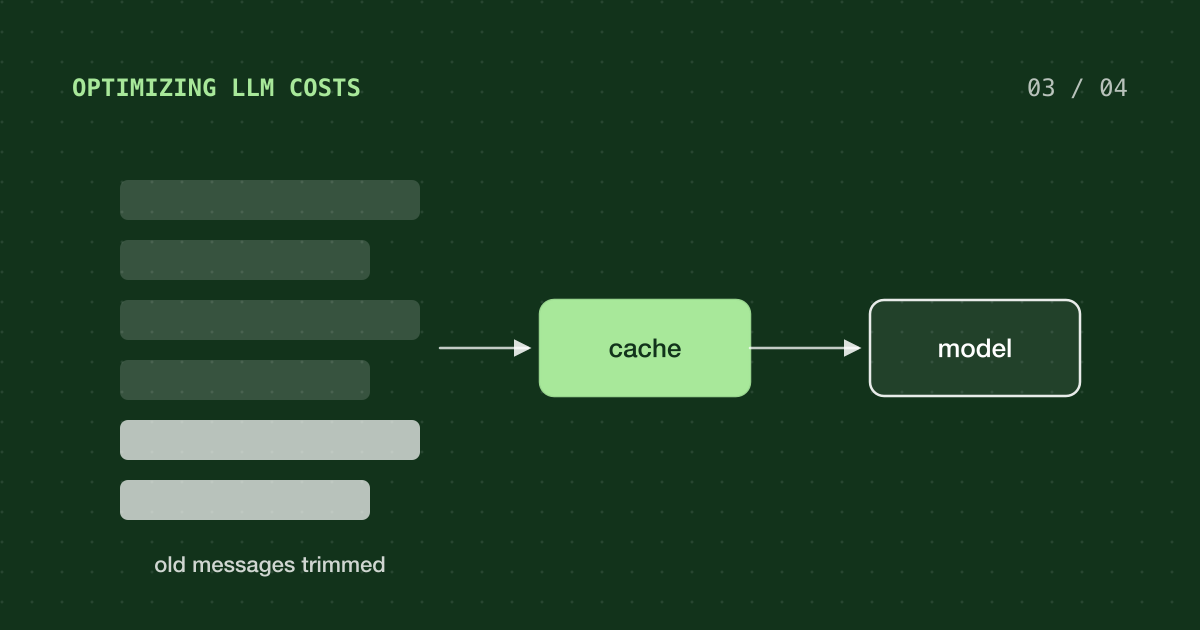 OPTIMIZING LLM COSTS
03 / 04
cache
model
old messages trimmed